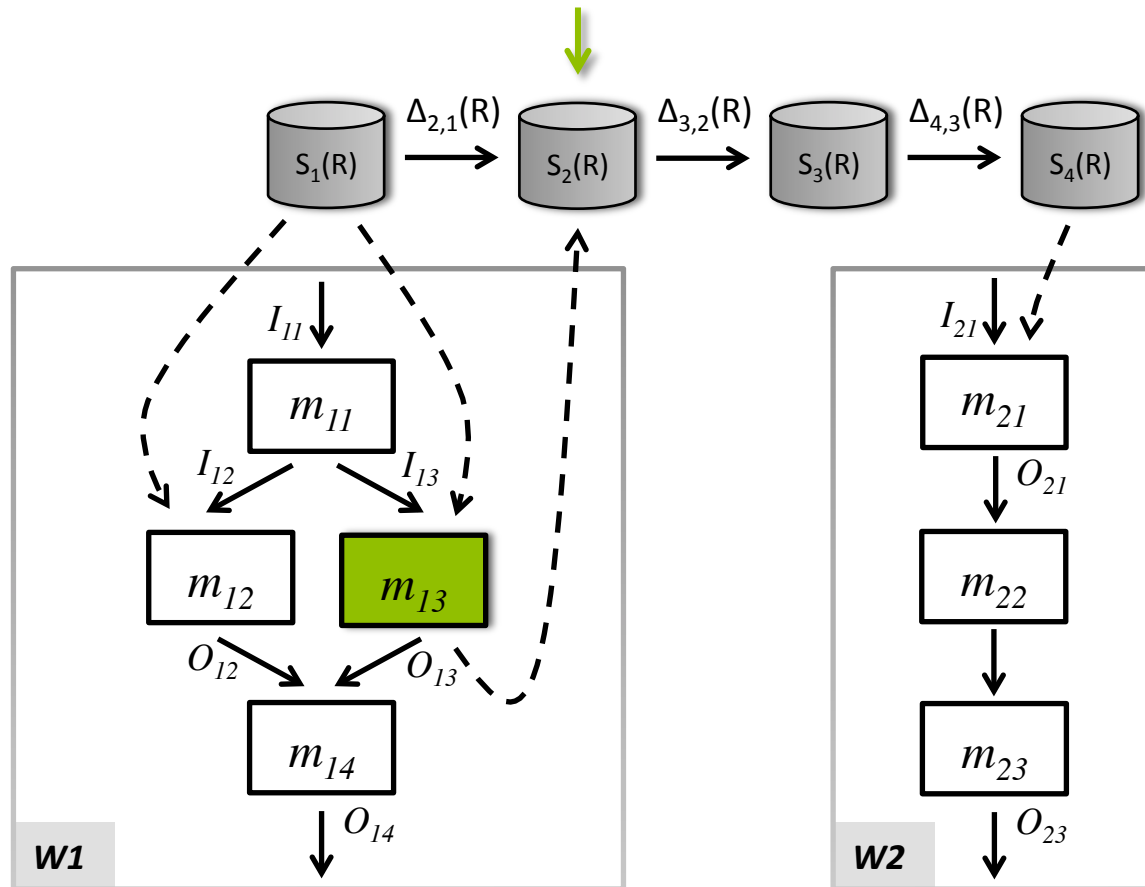 Δ2,1(R) Δ3,2(R) Δ4,3(R)
S1(R) S2(R) S3(R) S4(R)
I11 I21
m11 m21
I12 I13 O21
m12 m13 m22
O12 O13
m14 m23
O14 O23
W1 W2